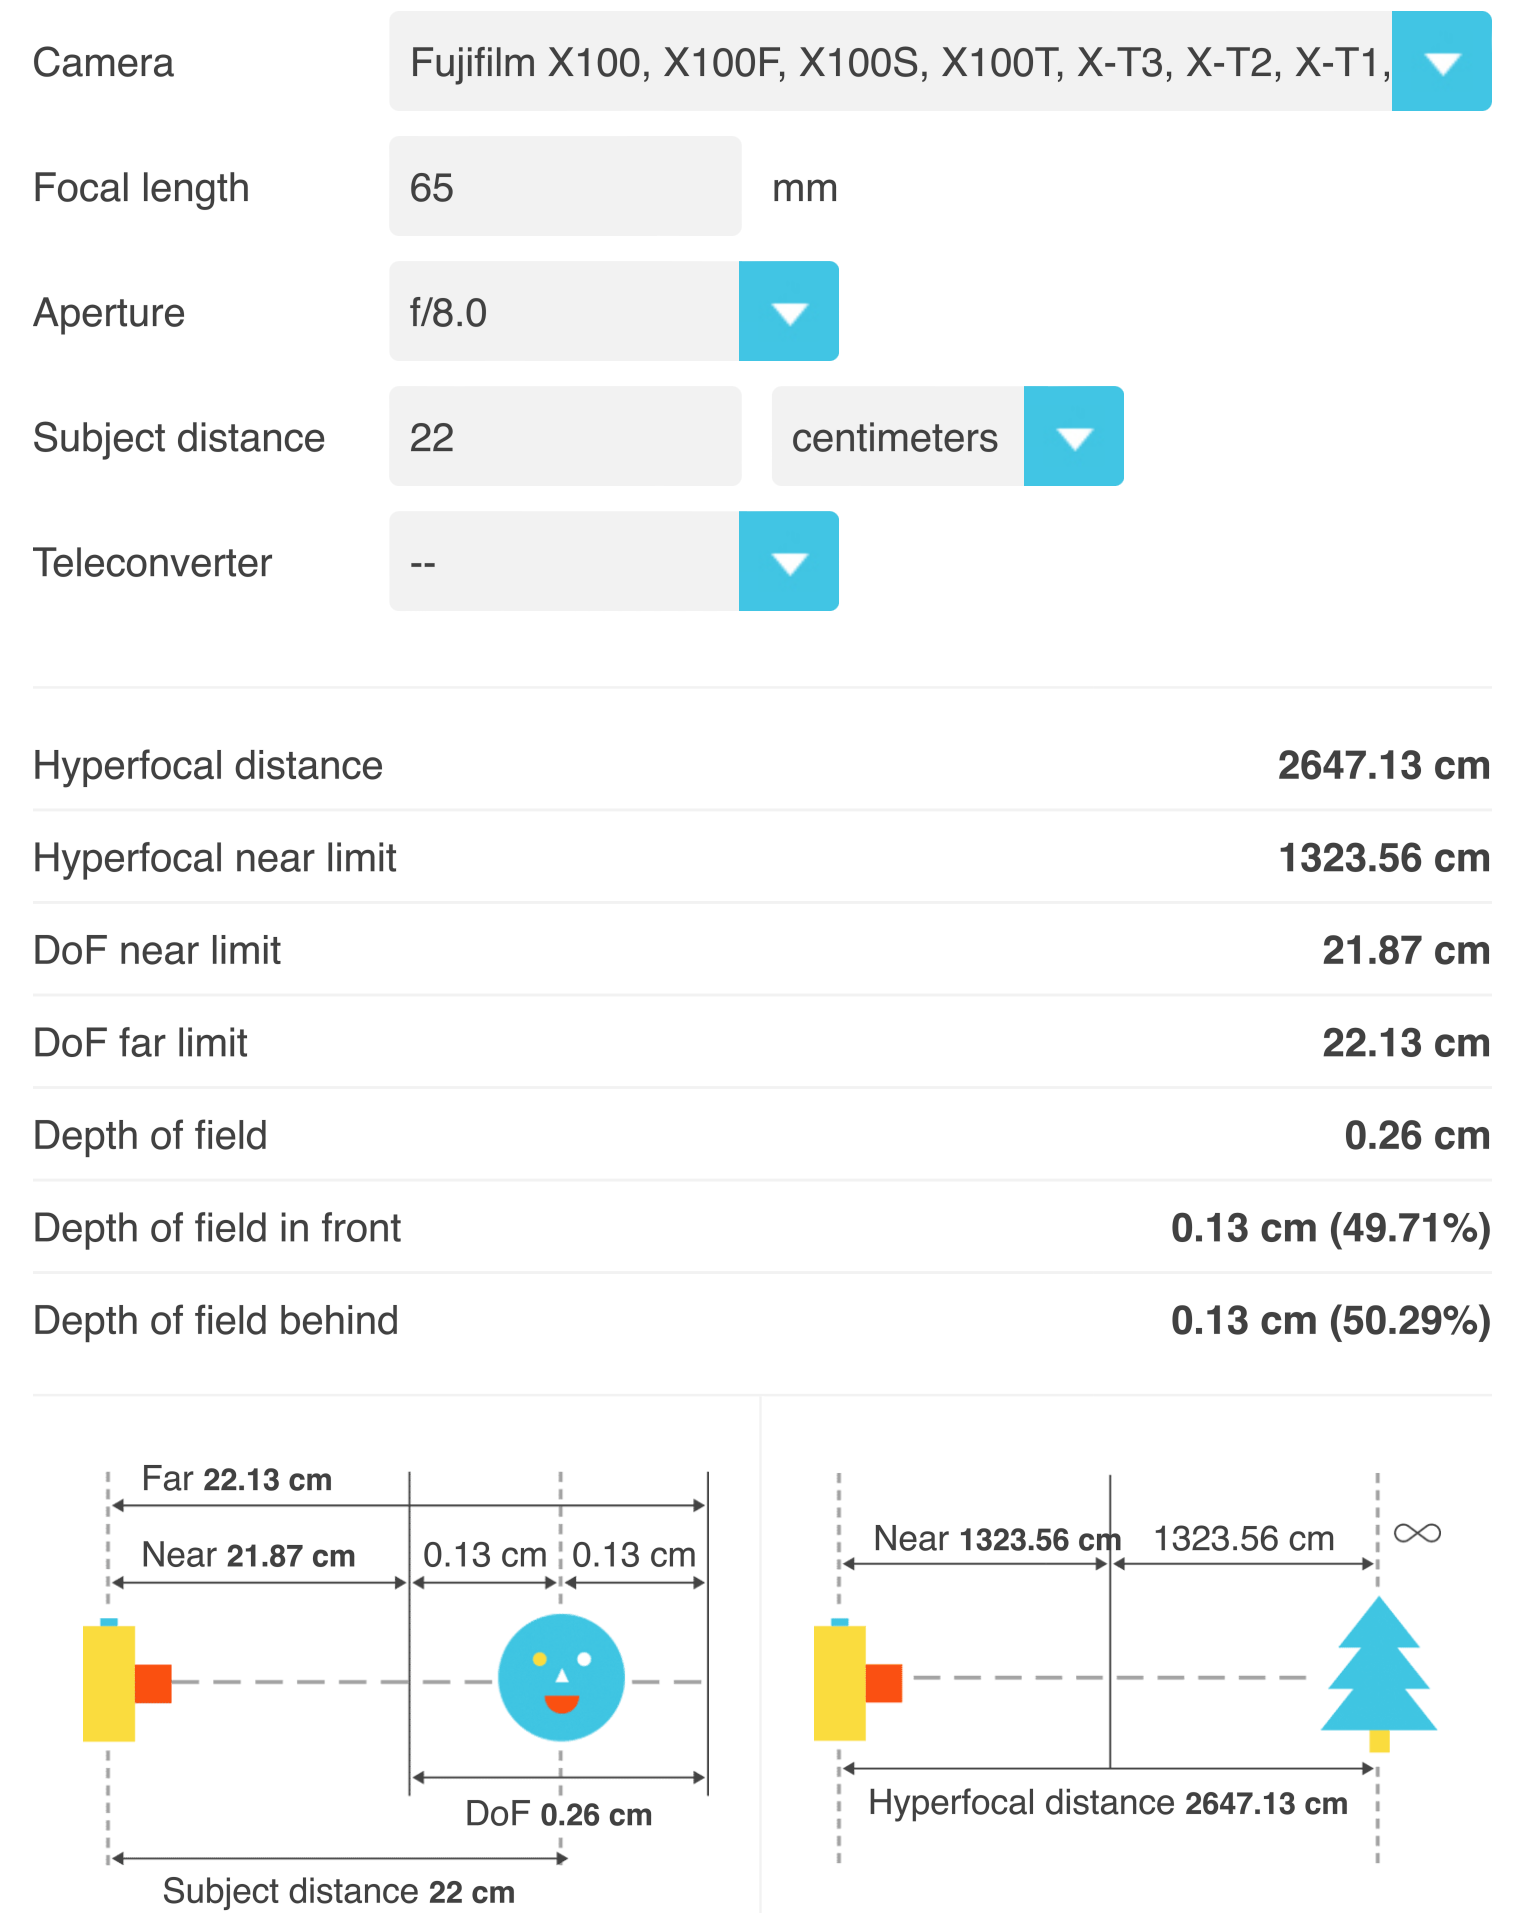 Camera Fujifilm X100, X100F, X100S, X100T, X-T3, X-T2, X-T1,
Focal length 65 mm
Aperture f/8.0
Subject distance 22 centimeters
Teleconverter --
Hyperfocal distance 2647.13 cm
Hyperfocal near limit 1323.56 cm
DoF near limit 21.87 cm
DoF far limit 22.13 cm
Depth of field 0.26 cm
Depth of field in front 0.13 cm (49.71%)
Depth of field behind 0.13 cm (50.29%)
Far 22.13 cm
Near 21.87 cm 0.13 cm 0.13 cm
DoF 0.26 cm
Subject distance 22 cm
Near 1323.56 cm 1323.56 cm ∞
Hyperfocal distance 2647.13 cm